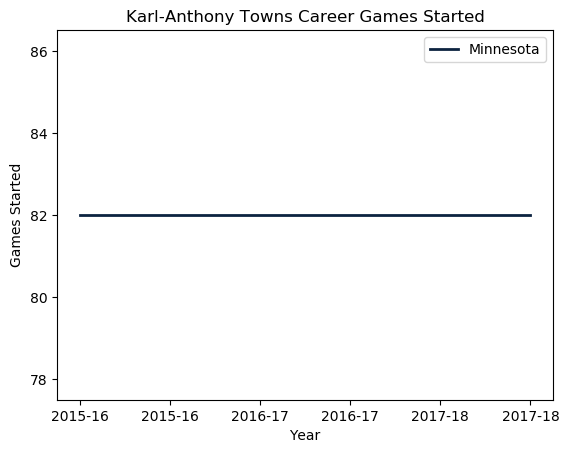 Karl-Anthony Towns Career Games Started
Minnesota
86
84
82
80
78
Games Started
2015-16 2015-16 2016-17 2016-17 2017-18 2017-18
Year